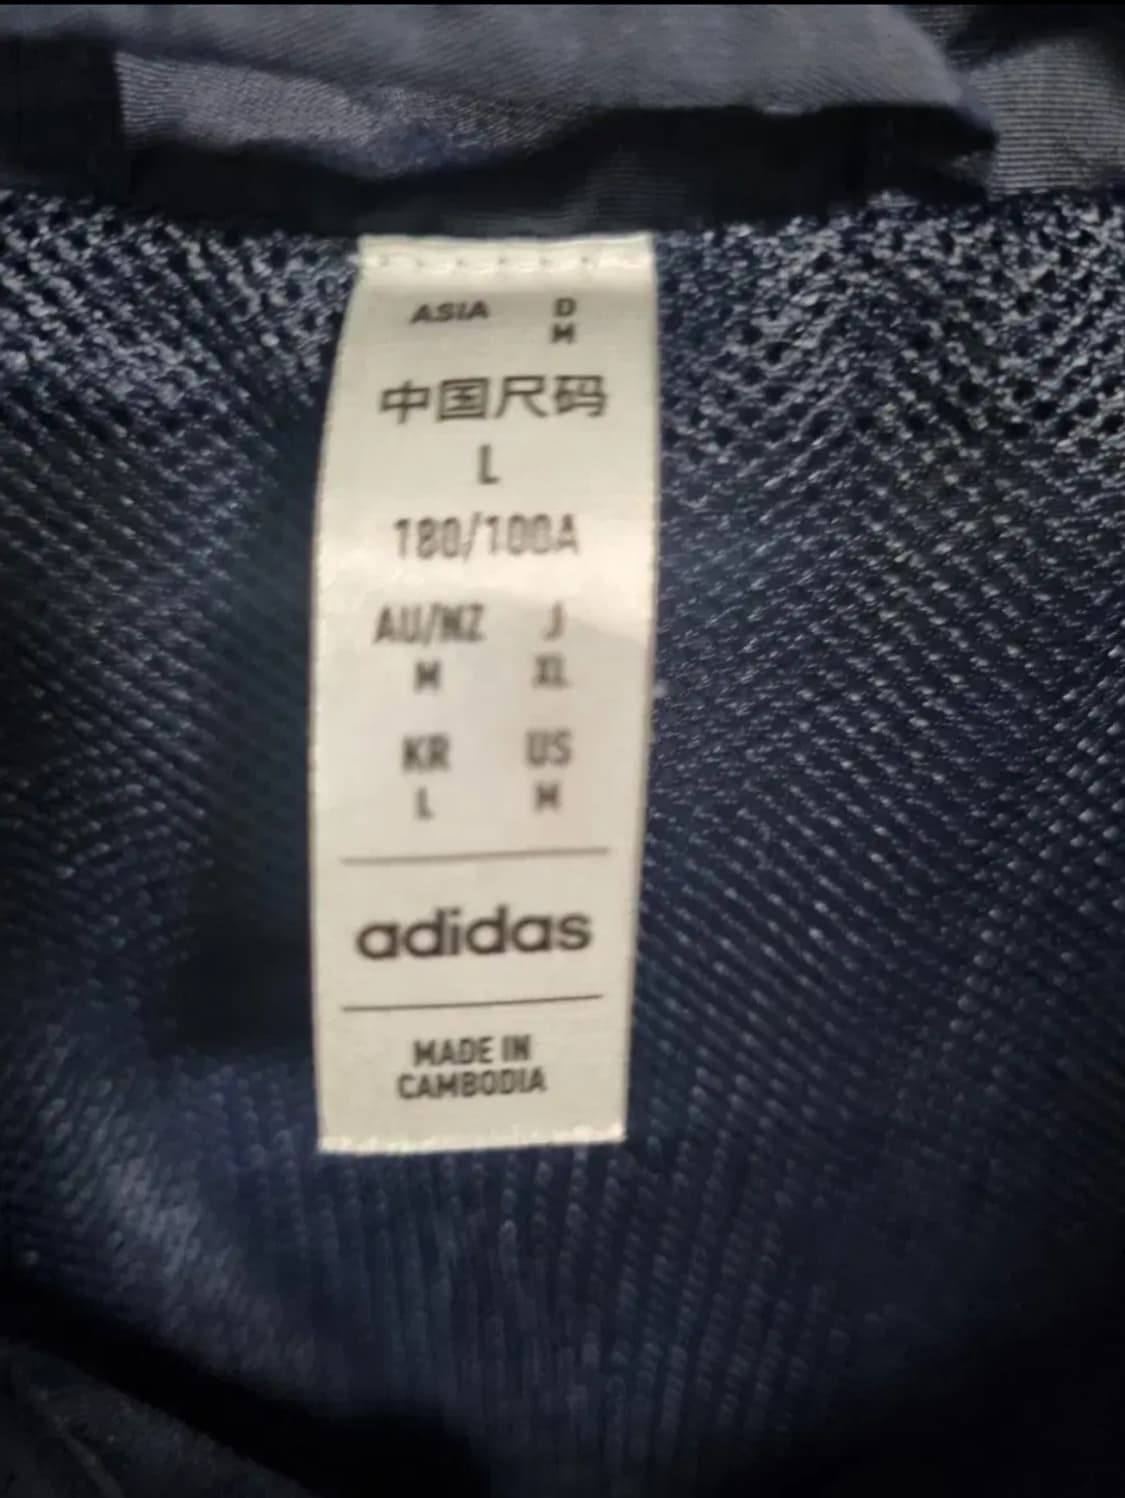 ASIA D
M
中国尺码
L
180/100A
AU/NZ J
M XL
KR US
L M
adidas
MADE IN
CAMBODIA